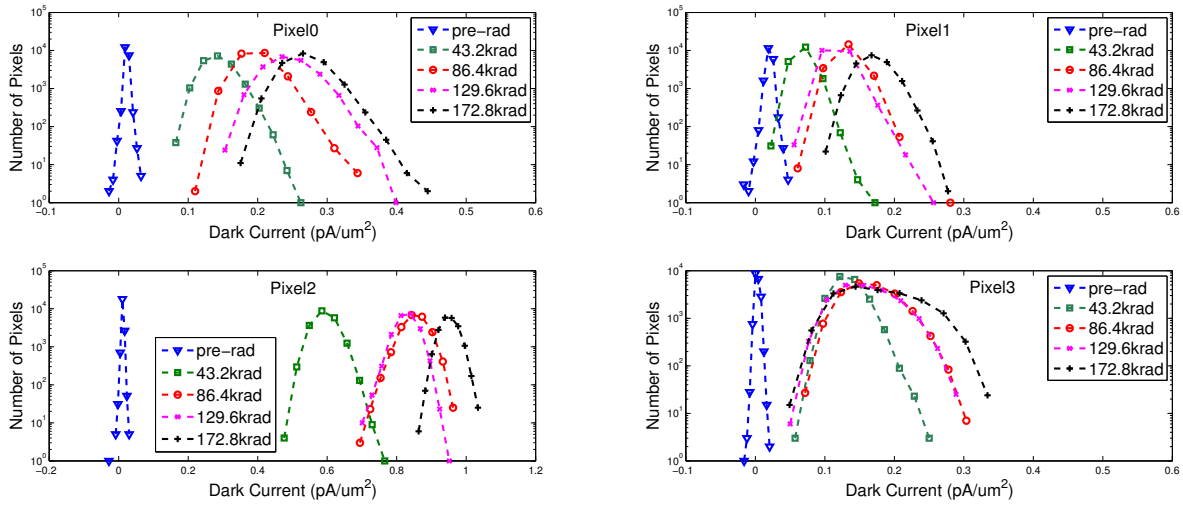 Pixel0
pre-rad
43.2krad
86.4krad
129.6krad
172.8krad
Number of Pixels
10^5
10^4
10^3
10^2
10^1
10^0
-0.1 0 0.1 0.2 0.3 0.4 0.5 0.6
Dark Current (pA/um^2)
Pixel1
pre-rad
43.2krad
86.4krad
129.6krad
172.8krad
Number of Pixels
10^5
10^4
10^3
10^2
10^1
10^0
-0.1 0 0.1 0.2 0.3 0.4 0.5 0.6
Dark Current (pA/um^2)
Pixel2
pre-rad
43.2krad
86.4krad
129.6krad
172.8krad
Number of Pixels
10^5
10^4
10^3
10^2
10^1
10^0
-0.2 0 0.2 0.4 0.6 0.8 1 1.2
Dark Current (pA/um^2)
Pixel3
pre-rad
43.2krad
86.4krad
129.6krad
172.8krad
Number of Pixels
10^4
10^3
10^2
10^1
10^0
-0.1 0 0.1 0.2 0.3 0.4 0.5 0.6
Dark Current (pA/um^2)